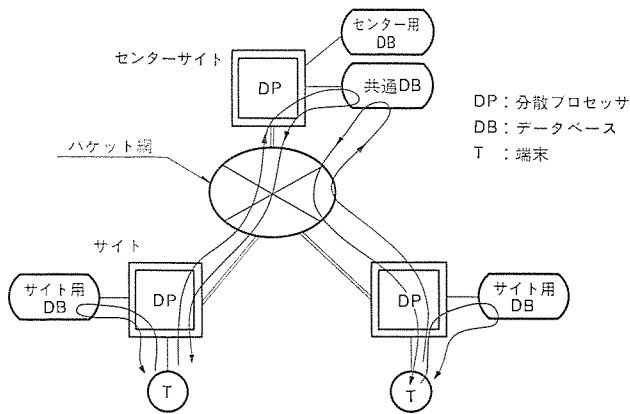 センター用
DB
センターサイト
DP
共通DB
DP：分散プロセッサ
DB：データベース
T：端末
パケット網
サイト
サイト用
DB
DP
DP
サイト用
DB
T
T